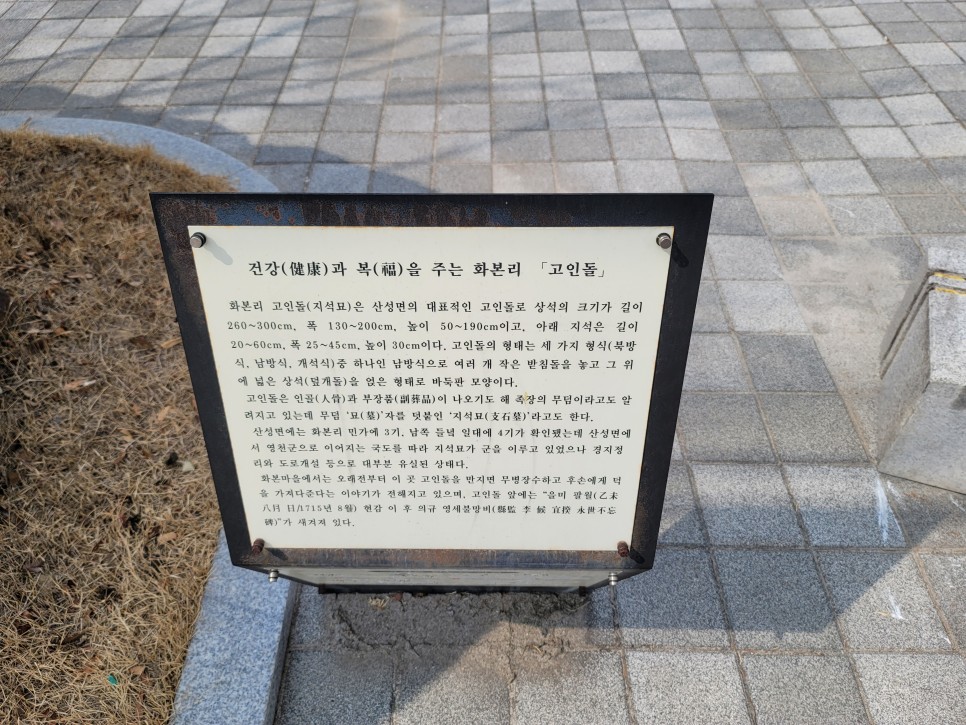 건강(健康)과 복(福)을 주는 화본리 「고인돌」
화본리 고인돌(지석묘)은 산성면의 대표적인 고인돌로 상석의 크기가 길이
260~300cm, 폭 130~200cm, 높이 50~190cm이고, 아래 지석은 길이
20~60cm, 폭 25~45cm, 높이 30cm이다. 고인돌의 형태는 세 가지 형식(북방
식, 남방식, 개석식)중 하나인 남방식으로 여러 개 작은 받침돌을 놓고 그 위
에 넓은 상석(덮개돌)을 얹은 형태로 바둑판 모양이다.
고인돌은 인골(人骨)과 부장품(副葬品)이 나오기도 해 족장의 무덤이라고도 알
려지고 있는데 무덤 '묘(墓)'자를 덧붙인 '지석묘(支石墓)'라고도 한다.
산성면에는 화본리 민가에 3기, 남쪽 들녘 일대에 4기가 확인됐는데 산성면에
서 영천군으로 이어지는 국도를 따라 지석묘가 군을 이루고 있었으나 경지정
리와 도로개설 등으로 대부분 유실된 상태다.
화본마을에서는 오래전부터 이 곳 고인돌을 만지면 무병장수하고 후손에게 덕
을 가져다준다는 이야기가 전해지고 있으며, 고인돌 앞에는 "을미 팔월(乙未
八月 日/1715년 8월) 현감 이 후 의규 영세불망비(縣監 李 候 宜揆 永世不忘
碑)"가 새겨져 있다.